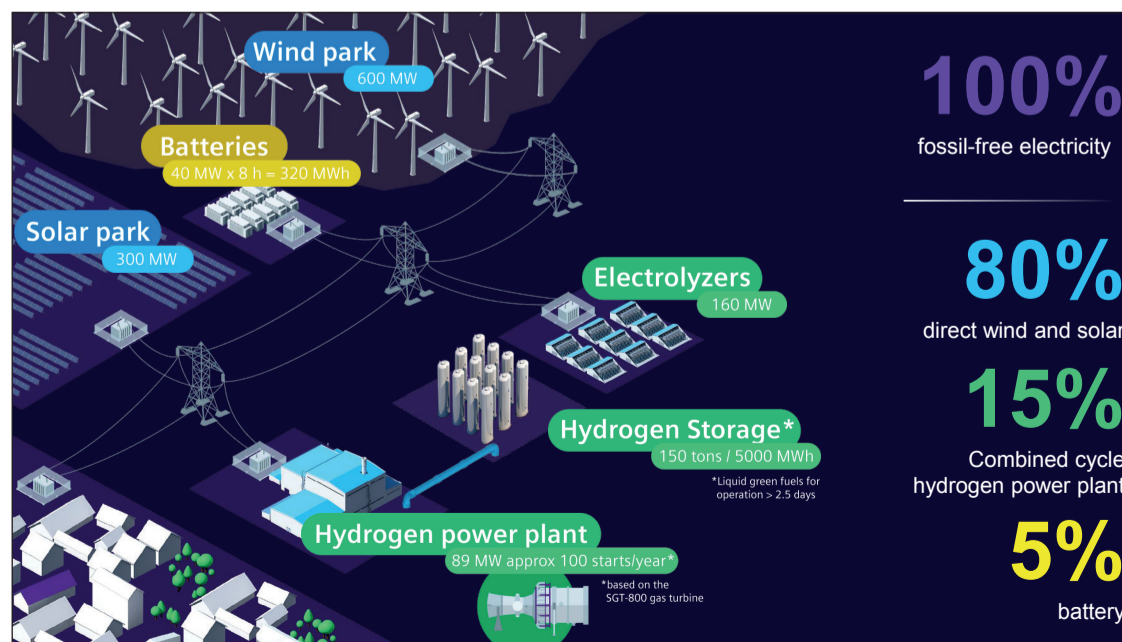 Wind park
600 MW
Batteries
40 MW x 8 h = 320 MWh
Solar park
300 MW
Electrolyzers
160 MW
Hydrogen Storage*
150 tons / 5000 MWh
*Liquid green fuels for
operation > 2.5 days
Hydrogen power plant
89 MW approx 100 starts/year*
*based on the
SGT-800 gas turbine
100%
fossil-free electricity
80%
direct wind and solar
15%
Combined cycle
hydrogen power plant
5%
battery